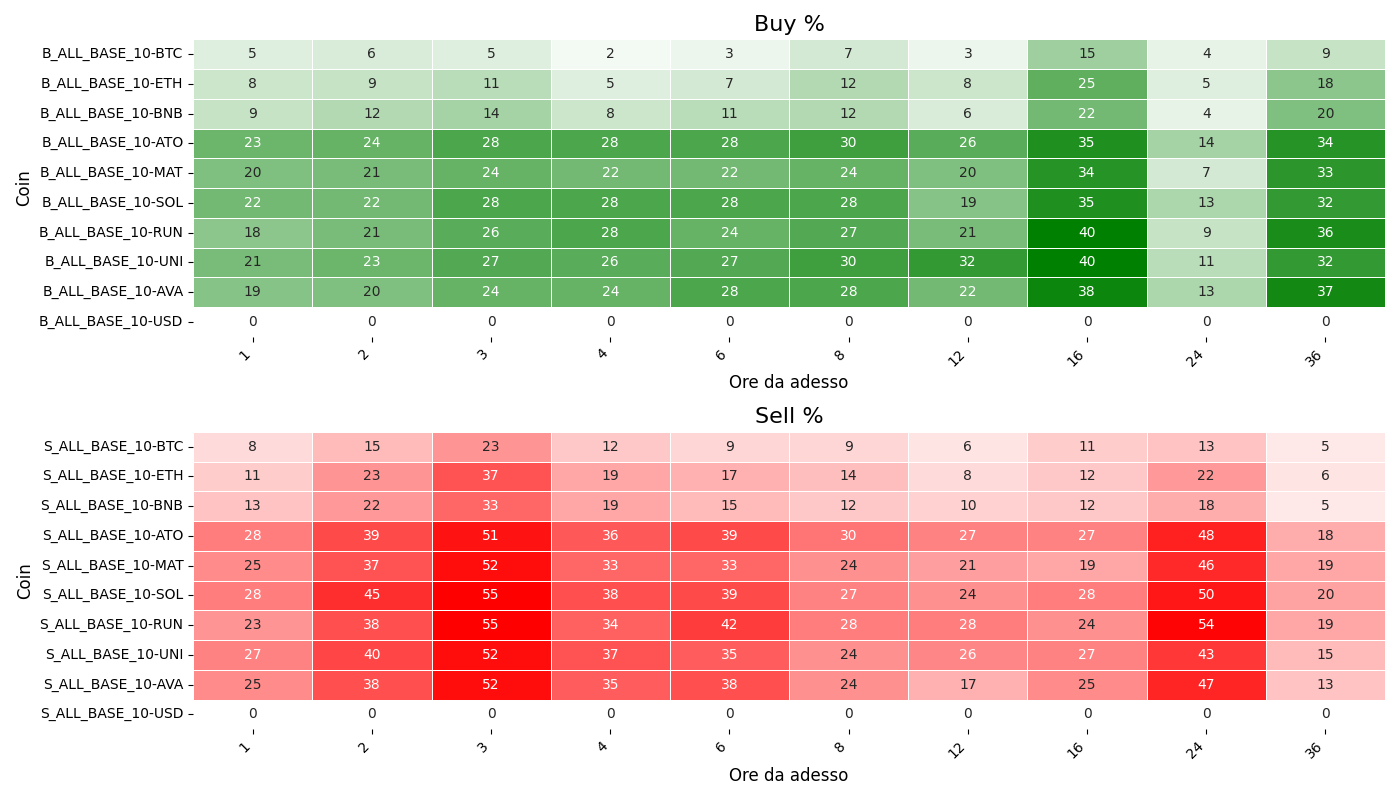 Buy %
Coin
B_ALL_BASE_10-BTC 5 6 5 2 3 7 3 15 4 9
B_ALL_BASE_10-ETH 8 9 11 5 7 12 8 25 5 18
B_ALL_BASE_10-BNB 9 12 14 8 11 12 6 22 4 20
B_ALL_BASE_10-ATO 23 24 28 28 28 30 26 35 14 34
B_ALL_BASE_10-MAT 20 21 24 22 22 24 20 34 7 33
B_ALL_BASE_10-SOL 22 22 28 28 28 28 19 35 13 32
B_ALL_BASE_10-RUN 18 21 26 28 24 27 21 40 9 36
B_ALL_BASE_10-UNI 21 23 27 26 27 30 32 40 11 32
B_ALL_BASE_10-AVA 19 20 24 24 28 28 22 38 13 37
B_ALL_BASE_10-USD 0 0 0 0 0 0 0 0 0 0
1 2 3 4 6 8 12 16 24 36
Ore da adesso
Sell %
Coin
S_ALL_BASE_10-BTC 8 15 23 12 9 9 6 11 13 5
S_ALL_BASE_10-ETH 11 23 37 19 17 14 8 12 22 6
S_ALL_BASE_10-BNB 13 22 33 19 15 12 10 12 18 5
S_ALL_BASE_10-ATO 28 39 51 36 39 30 27 27 48 18
S_ALL_BASE_10-MAT 25 37 52 33 33 24 21 19 46 19
S_ALL_BASE_10-SOL 28 45 55 38 39 27 24 28 50 20
S_ALL_BASE_10-RUN 23 38 55 34 42 28 28 24 54 19
S_ALL_BASE_10-UNI 27 40 52 37 35 24 26 27 43 15
S_ALL_BASE_10-AVA 25 38 52 35 38 24 17 25 47 13
S_ALL_BASE_10-USD 0 0 0 0 0 0 0 0 0 0
1 2 3 4 6 8 12 16 24 36
Ore da adesso